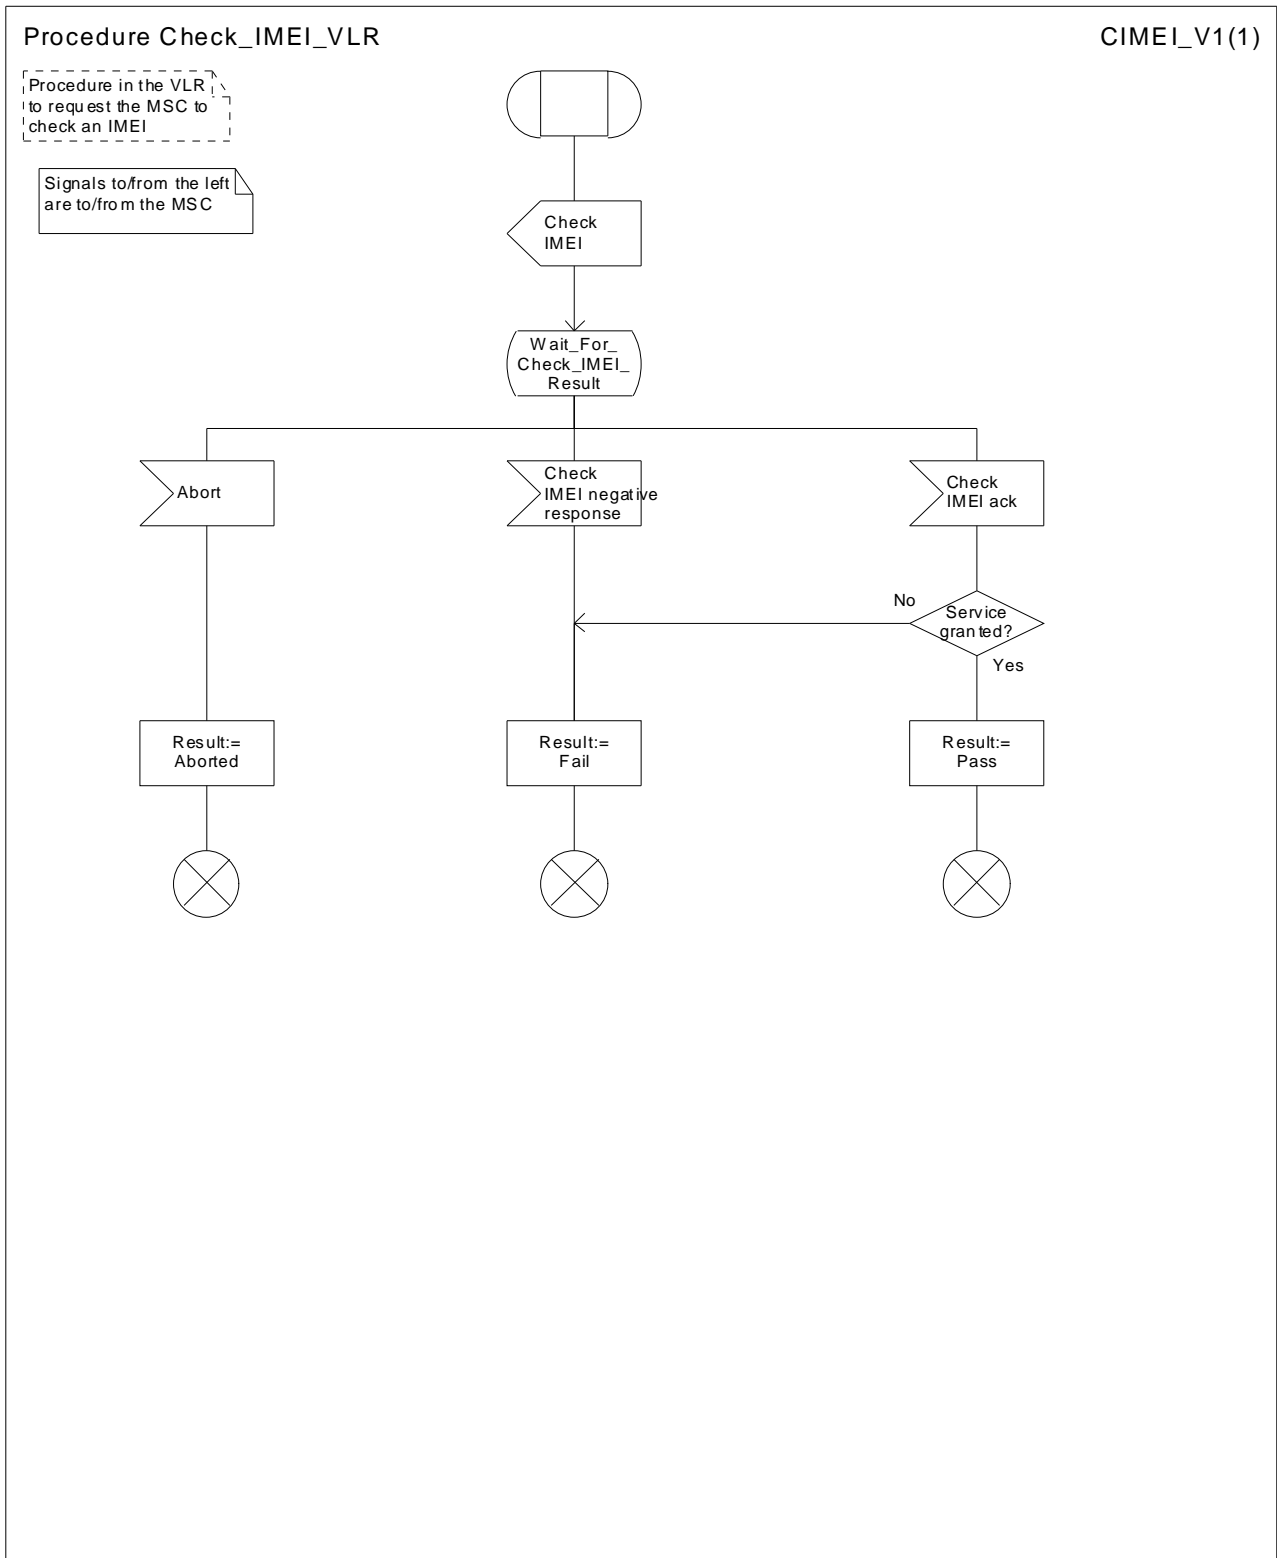 Procedure Check_IMEI_VLR
CIMEI_V1(1)
Procedure in the VLR
to request the MSC to
check an IMEI
Signals to/from the left
are to/from the MSC
Check
IMEI
Wait_For_
Check_IMEI_
Result
Abort
Check
IMEI negative
response
Check
IMEI ack
No
Service
granted?
Yes
Result:=
Aborted
Result:=
Fail
Result:=
Pass